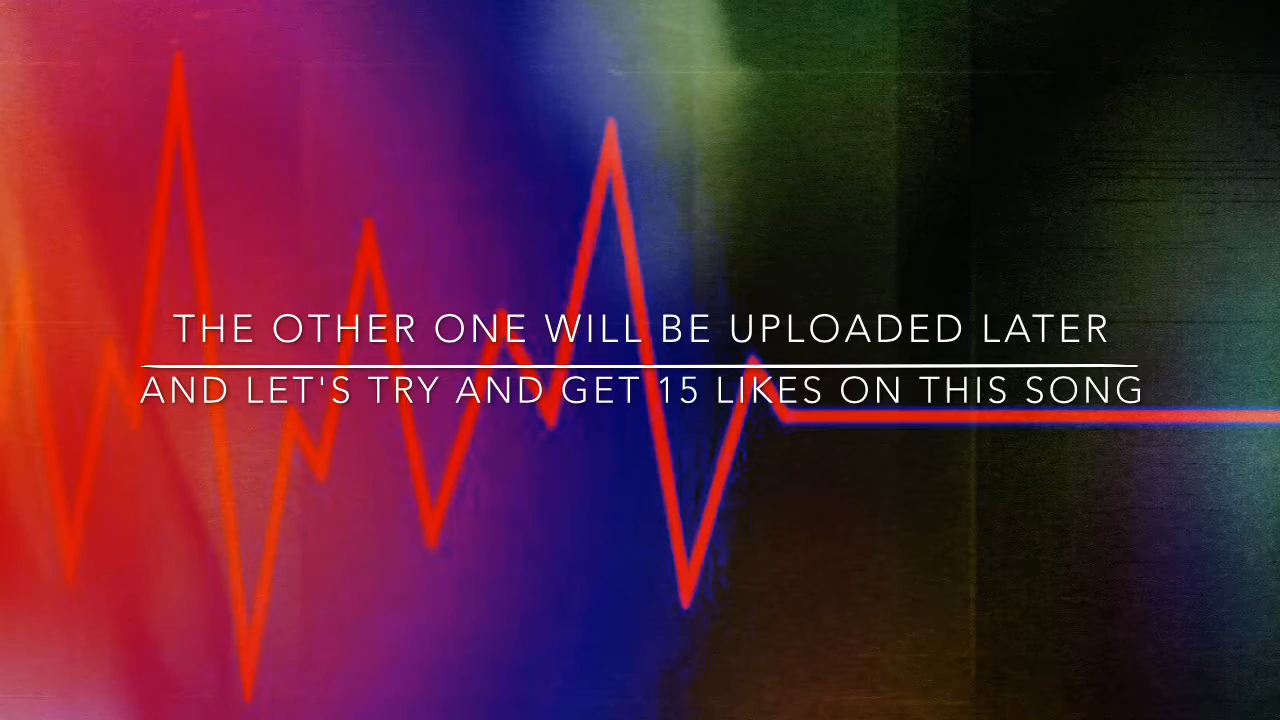 THE OTHER ONE WILL BE UPLOADED LATER
AND LET'S TRY AND GET 15 LIKES ON THIS SONG